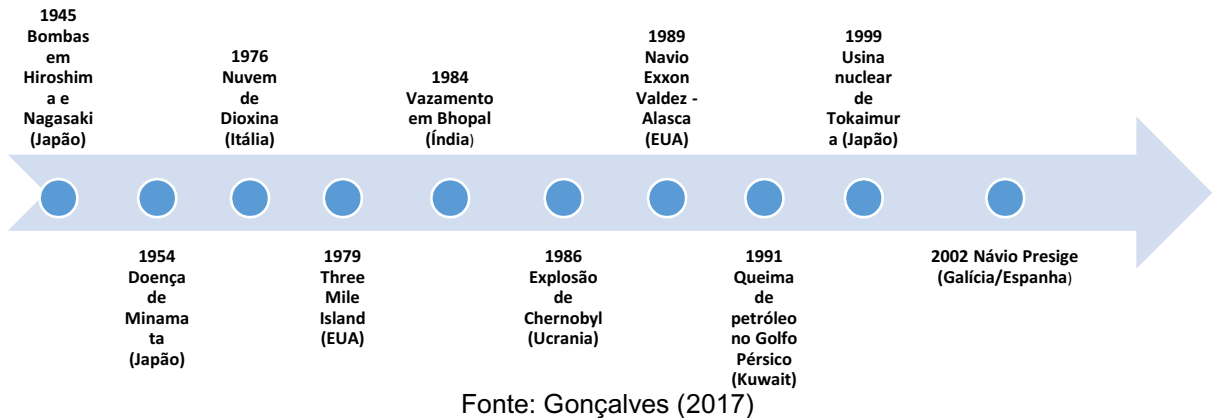 1945
Bombas
em
Hiroshim
a e
Nagasaki
(Japão)
1954
Doença
de
Minama
ta
(Japão)
1976
Nuvem
de
Dioxina
(Itália)
1979
Three
Mile
Island
(EUA)
1984
Vazamento
em Bhopal
(Índia)
1986
Explosão
de
Chernobyl
(Ucrania)
1989
Navio
Exxon
Valdez -
Alasca
(EUA)
1991
Queima
de
petróleo
no Golfo
Pérsico
(Kuwait)
1999
Usina
nuclear
de
Tokaimur
a (Japão)
2002 Návio Presige
(Galícia/Espanha)
Fonte: Gonçalves (2017)